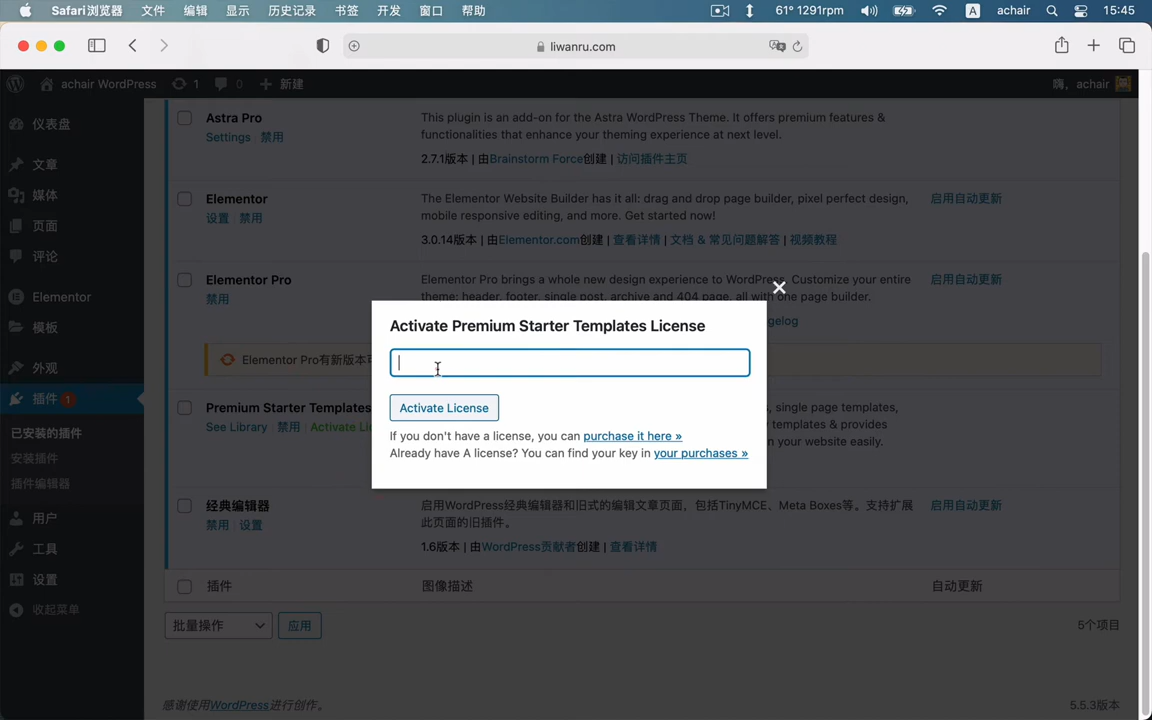 Safari浏览器 文件 编辑 显示 历史记录 书签 开发 窗口 帮助 61° 1291rpm A achair 15:45
liwanru.com
achair WordPress 1 0 新建 嗨，achair
仪表盘
文章
媒体
页面
评论
Elementor
模板
外观
插件 1
已安装的插件
安装插件
插件编辑器
用户
工具
设置
收起菜单
Astra Pro
Settings | 禁用
This plugin is an add-on for the Astra WordPress Theme. It offers premium features &
functionalities that enhance your theming experience at next level.
2.7.1版本 | 由Brainstorm Force创建 | 访问插件主页
Elementor
设置 | 禁用
The Elementor Website Builder has it all: drag and drop page builder, pixel perfect design,
mobile responsive editing, and more. Get started now!
3.0.14版本 | 由Elementor.com创建 | 查看详情 | 文档 & 常见问题解答 | 视频教程
启用自动更新
Elementor Pro
禁用
Elementor Pro brings a whole new design experience to WordPress. Customize your entire
theme: header, footer, single post, archive and 404 page, all with one page builder.
启用自动更新
Elementor Pro有新版本
Activate Premium Starter Templates License
Activate License
If you don't have a license, you can purchase it here »
Already have A license? You can find your key in your purchases »
Premium Starter Templates
See Library | 禁用 | Activate
, single page templates,
templates & provides
n your website easily.
经典编辑器
禁用 | 设置
启用WordPress经典编辑器和旧式的编辑文章页面，包括TinyMCE、Meta Boxes等。支持扩展
此页面的旧插件。
1.6版本 | 由WordPress贡献者创建 | 查看详情
启用自动更新
插件 图像描述 自动更新
批量操作 应用 5个项目
感谢使用WordPress进行创作。 5.5.3版本